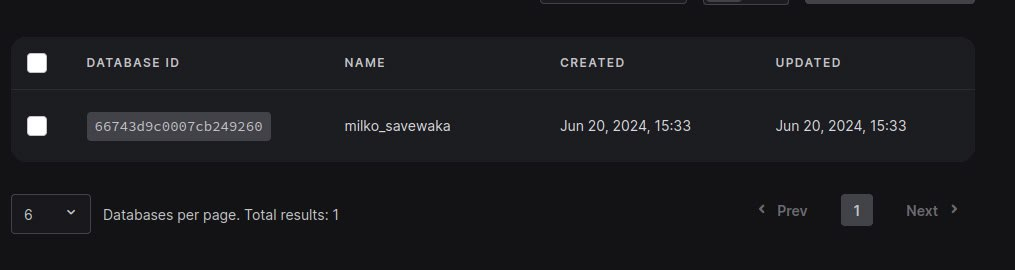 DATABASE ID NAME CREATED UPDATED
66743d9c0007cb249260 milko_savewaka Jun 20, 2024, 15:33 Jun 20, 2024, 15:33
6 Databases per page. Total results: 1 Prev 1 Next